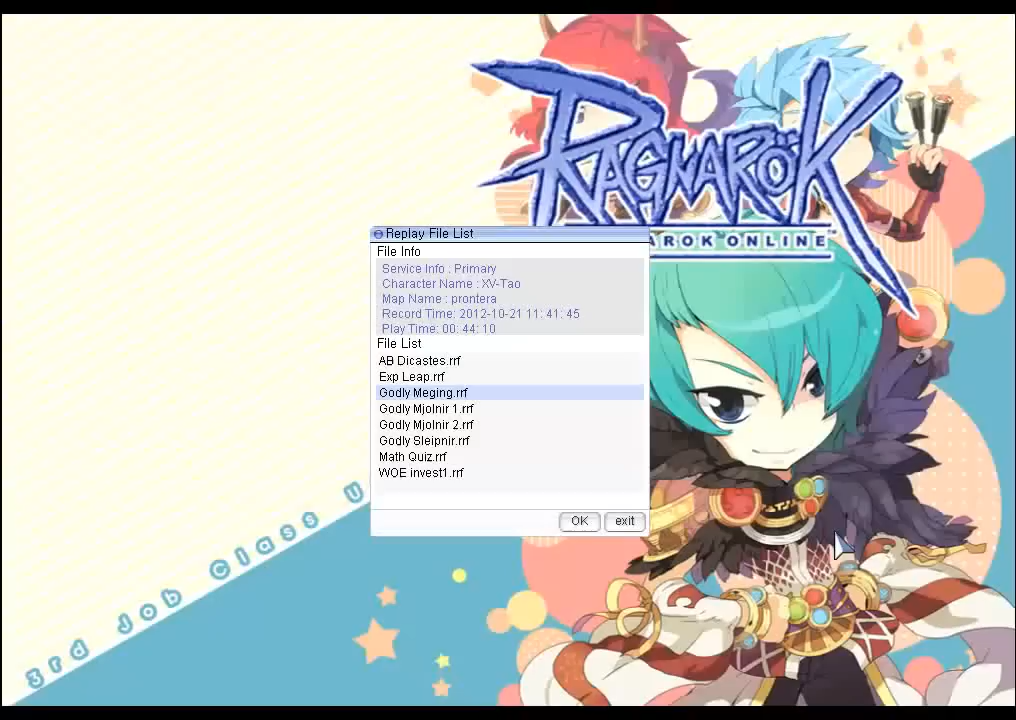 RAGNARÖK
AROK ONLINE
Replay File List
File Info
Service Info : Primary
Character Name : XV-Tao
Map Name : prontera
Record Time: 2012-10-21 11: 41: 45
Play Time: 00: 44: 10
File List
AB Dicastes.rrf
Exp Leap.rrf
Godly Meging.rrf
Godly Mjolnir 1.rrf
Godly Mjolnir 2.rrf
Godly Sleipnir.rrf
Math Quiz.rrf
WOE invest1.rrf
OK
exit
3rd Job Class U